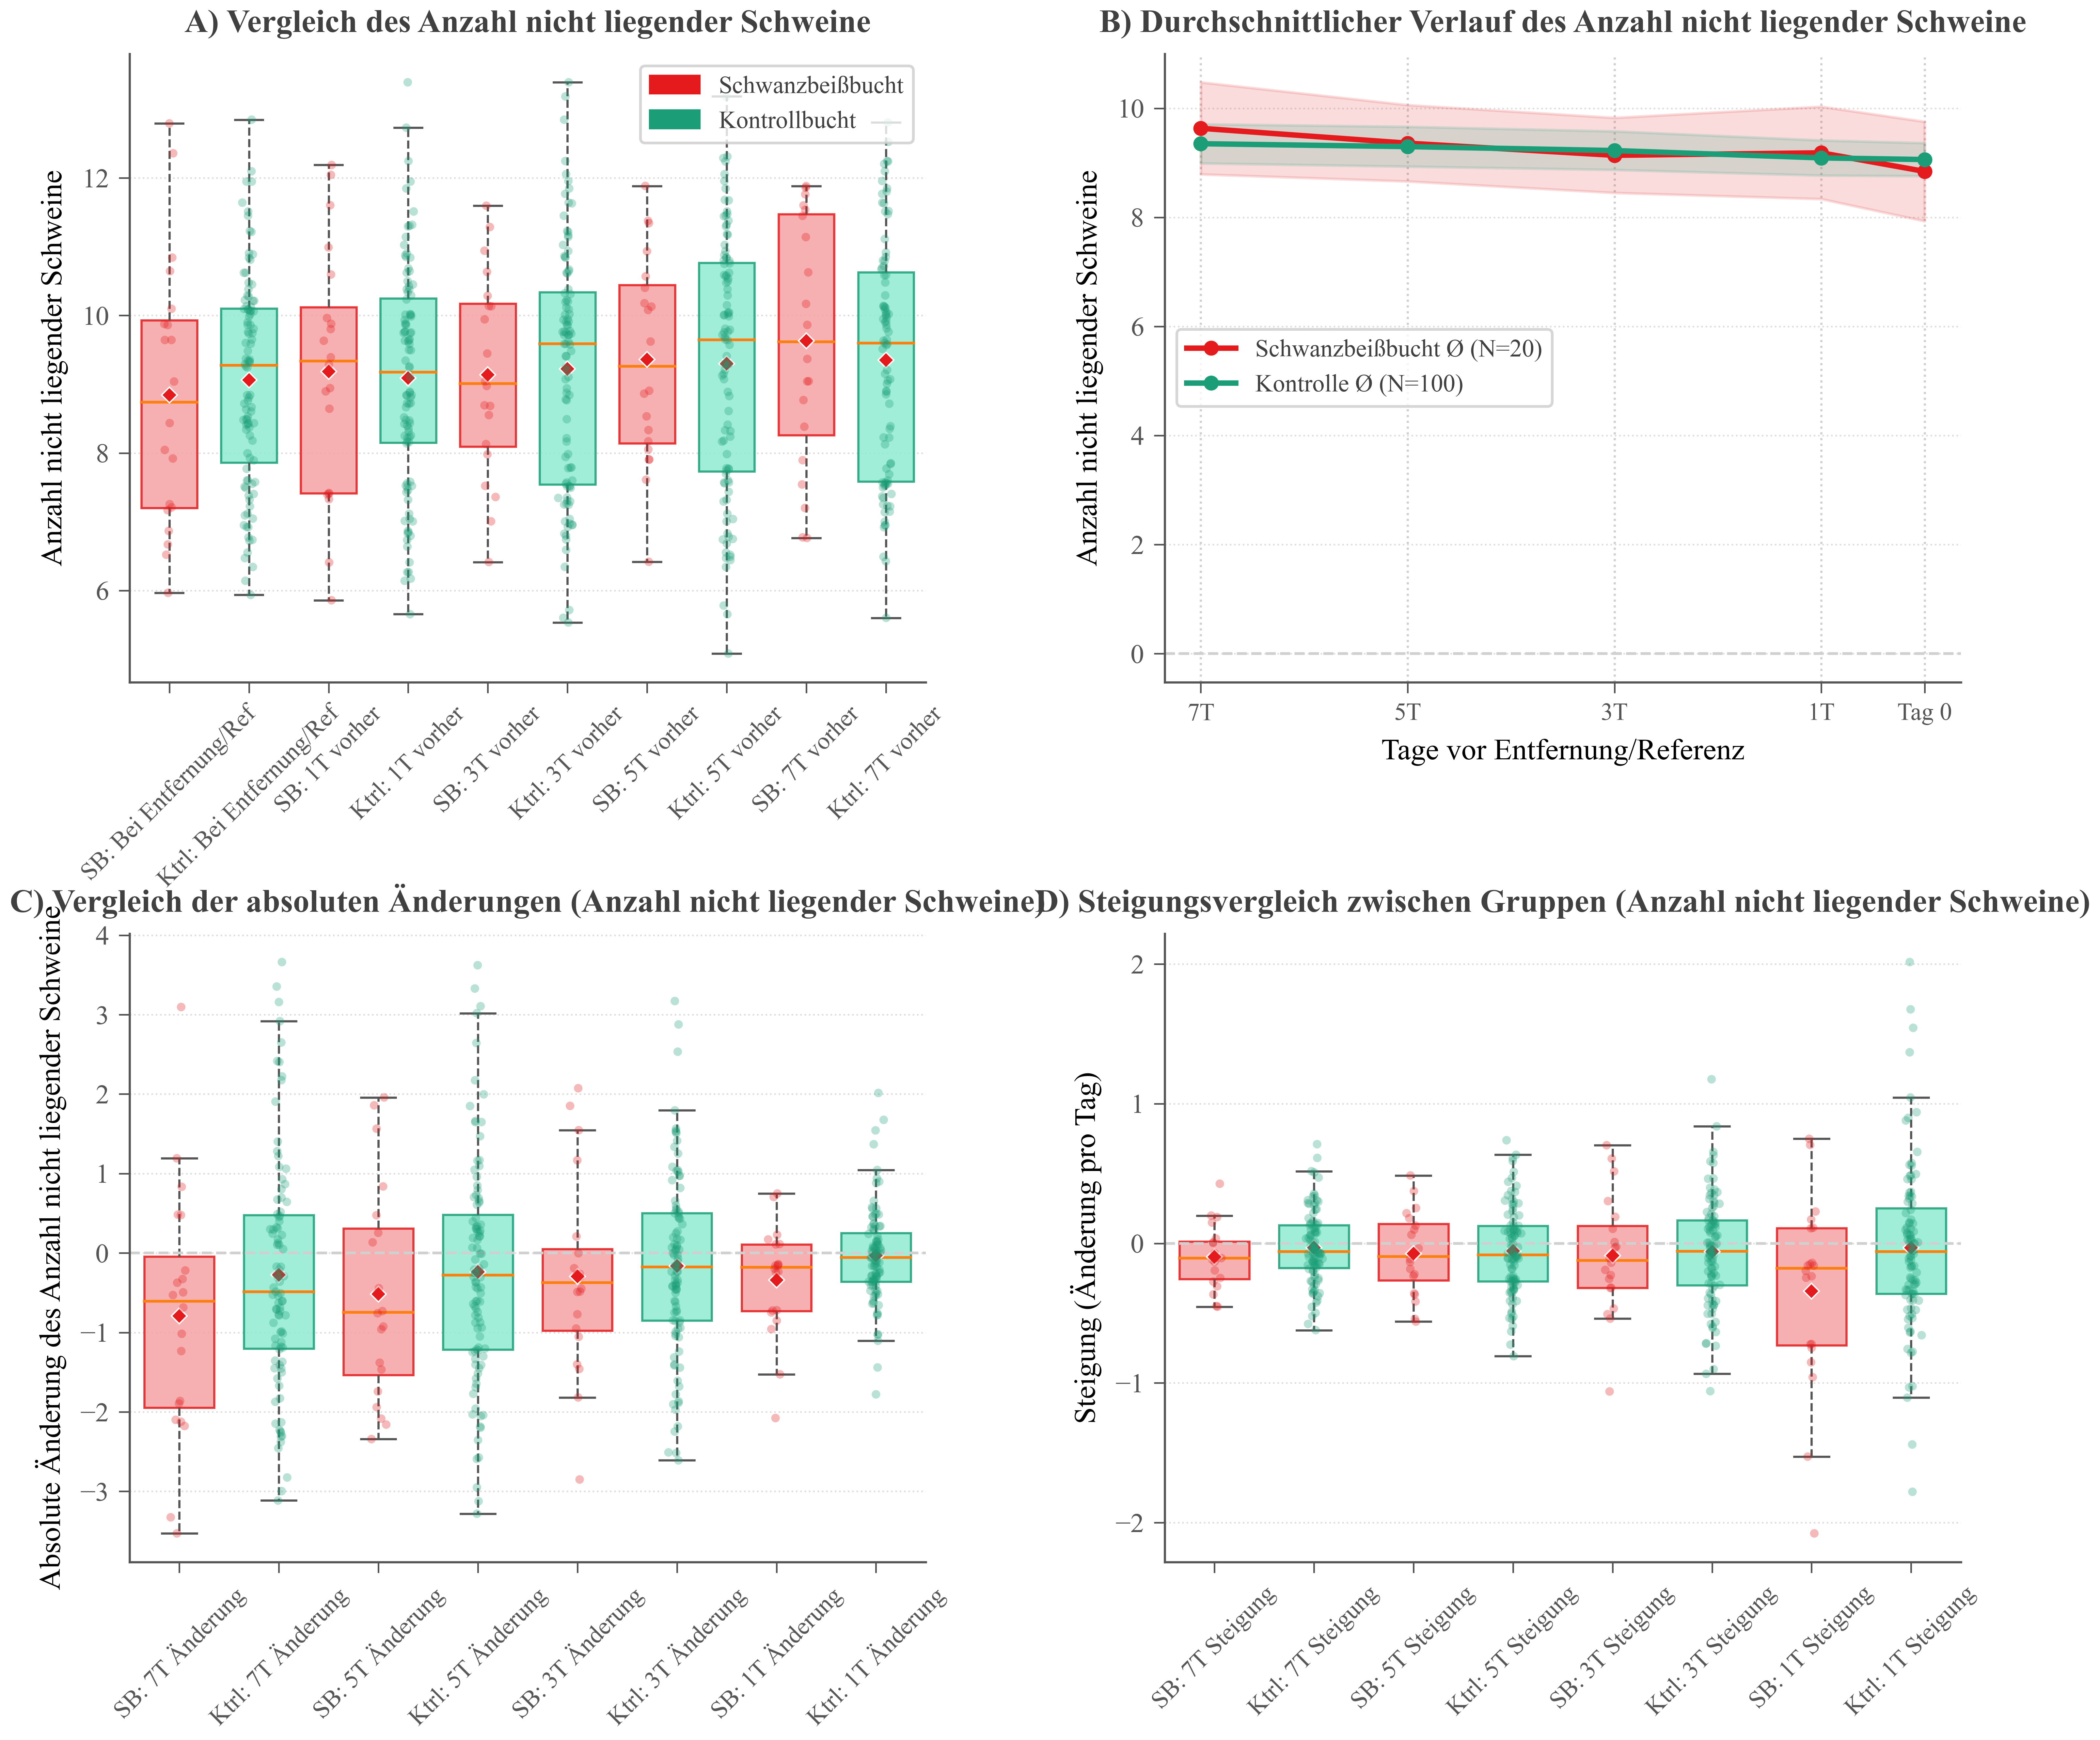 A) Vergleich des Anzahl nicht liegender Schweine
Anzahl nicht liegender Schweine
12
10
8
6
Schwanzbeißbucht
Kontrollbucht
SB: Bei Entfernung/Ref
Ktrl: Bei Entfernung/Ref
SB: 1T vorher
Ktrl: 1T vorher
SB: 3T vorher
Ktrl: 3T vorher
SB: 5T vorher
Ktrl: 5T vorher
SB: 7T vorher
Ktrl: 7T vorher
B) Durchschnittlicher Verlauf des Anzahl nicht liegender Schweine
Anzahl nicht liegender Schweine
10
8
6
4
2
0
Schwanzbeißbucht Ø (N=20)
Kontrolle Ø (N=100)
7T
5T
3T
1T
Tag 0
Tage vor Entfernung/Referenz
C) Vergleich der absoluten Änderungen (Anzahl nicht liegender Schweine)
Absolute Änderung des Anzahl nicht liegender Schweine
4
3
2
1
0
−1
−2
−3
SB: 7T Änderung
Ktrl: 7T Änderung
SB: 5T Änderung
Ktrl: 5T Änderung
SB: 3T Änderung
Ktrl: 3T Änderung
SB: 1T Änderung
Ktrl: 1T Änderung
D) Steigungsvergleich zwischen Gruppen (Anzahl nicht liegender Schweine)
Steigung (Änderung pro Tag)
2
1
0
−1
−2
SB: 7T Steigung
Ktrl: 7T Steigung
SB: 5T Steigung
Ktrl: 5T Steigung
SB: 3T Steigung
Ktrl: 3T Steigung
SB: 1T Steigung
Ktrl: 1T Steigung